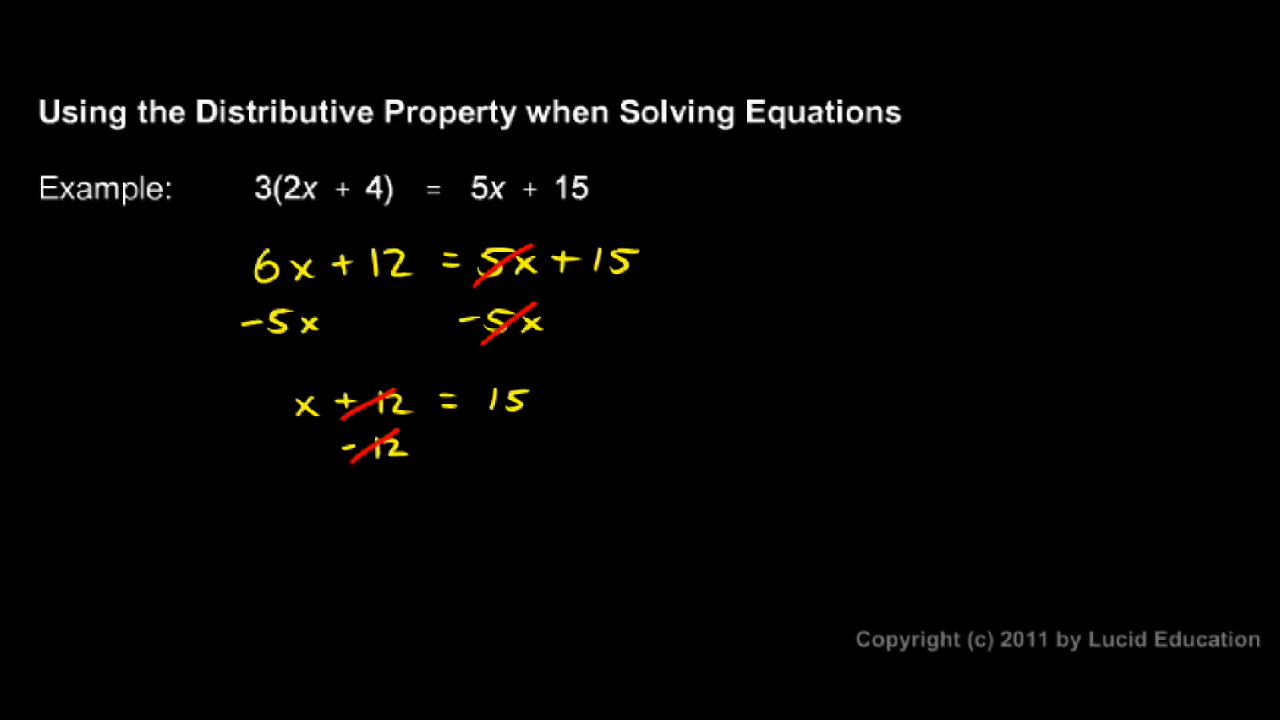 Using the Distributive Property when Solving Equations
Example: 3(2x + 4) = 5x + 15
6x + 12 = 5x + 15
-5x -5x
x + 12 = 15
-12
Copyright (c) 2011 by Lucid Education